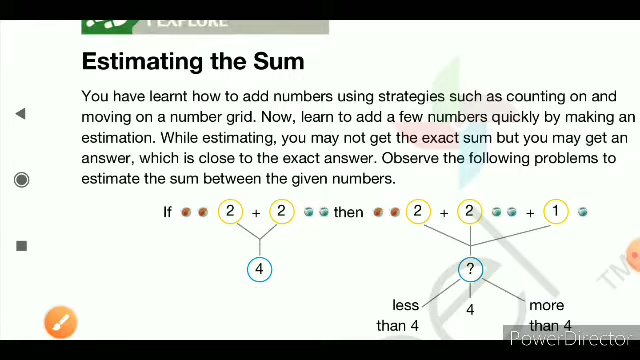 EXPLORE
Estimating the Sum
You have learnt how to add numbers using strategies such as counting on and
moving on a number grid. Now, learn to add a few numbers quickly by making an
estimation. While estimating, you may not get the exact sum but you may get an
answer, which is close to the exact answer. Observe the following problems to
estimate the sum between the given numbers.
If 2 + 2 then 2 + 2 + 1
4 ?
less 4 more
than 4 than 4
TM
PowerDirector